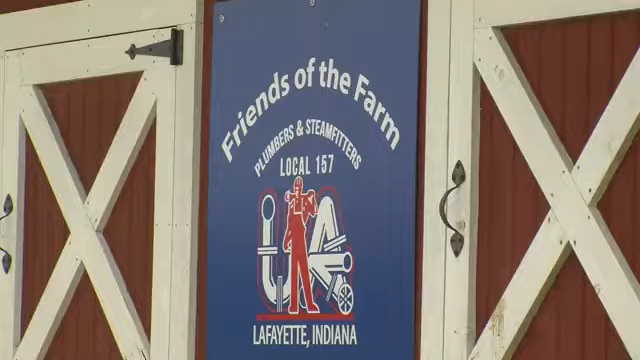 Friends of the Farm
PLUMBERS & STEAMFITTERS
LOCAL 157
UA
LAFAYETTE, INDIANA